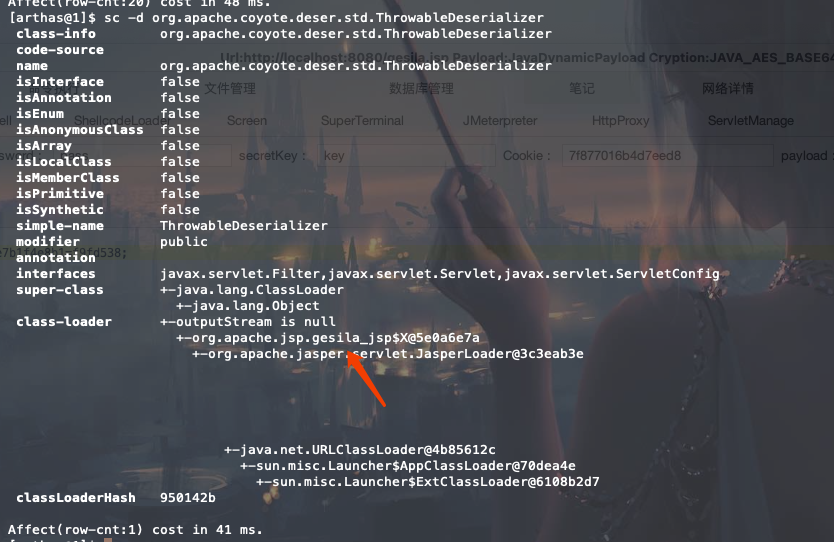 Affect(row-cnt:20) cost in 48 ms.
[arthas@1]$ sc -d org.apache.coyote.deser.std.ThrowableDeserializer
class-info org.apache.coyote.deser.std.ThrowableDeserializer
code-source
Url:http://localhost:8080/gesila.jsp Payload:JavaDynamicPayload Cryption:JAVA_AES_BASE64
name org.apache.coyote.deser.std.ThrowableDeserializer
isInterface false
命令执行 文件管理 数据库管理 笔记 网络详情
isAnnotation false
isEnum false
ShellcodeLoader Screen SuperTerminal JMeterpreter HttpProxy ServletManage
isAnonymousClass false
isArray false
secretKey : key Cookie : 7f877016b4d7eed8 payload
isLocalClass false
isMemberClass false
isPrimitive false
isSynthetic false
simple-name ThrowableDeserializer
modifier public
annotation
interfaces javax.servlet.Filter,javax.servlet.Servlet,javax.servlet.ServletConfig
super-class +-java.lang.ClassLoader
+-java.lang.Object
class-loader +-outputStream is null
+-org.apache.jsp.gesila_jsp$X@5e0a6e7a
+-org.apache.jasper.servlet.JasperLoader@3c3eab3e
+-java.net.URLClassLoader@4b85612c
+-sun.misc.Launcher$AppClassLoader@70dea4e
+-sun.misc.Launcher$ExtClassLoader@6108b2d7
classLoaderHash 950142b
Affect(row-cnt:1) cost in 41 ms.